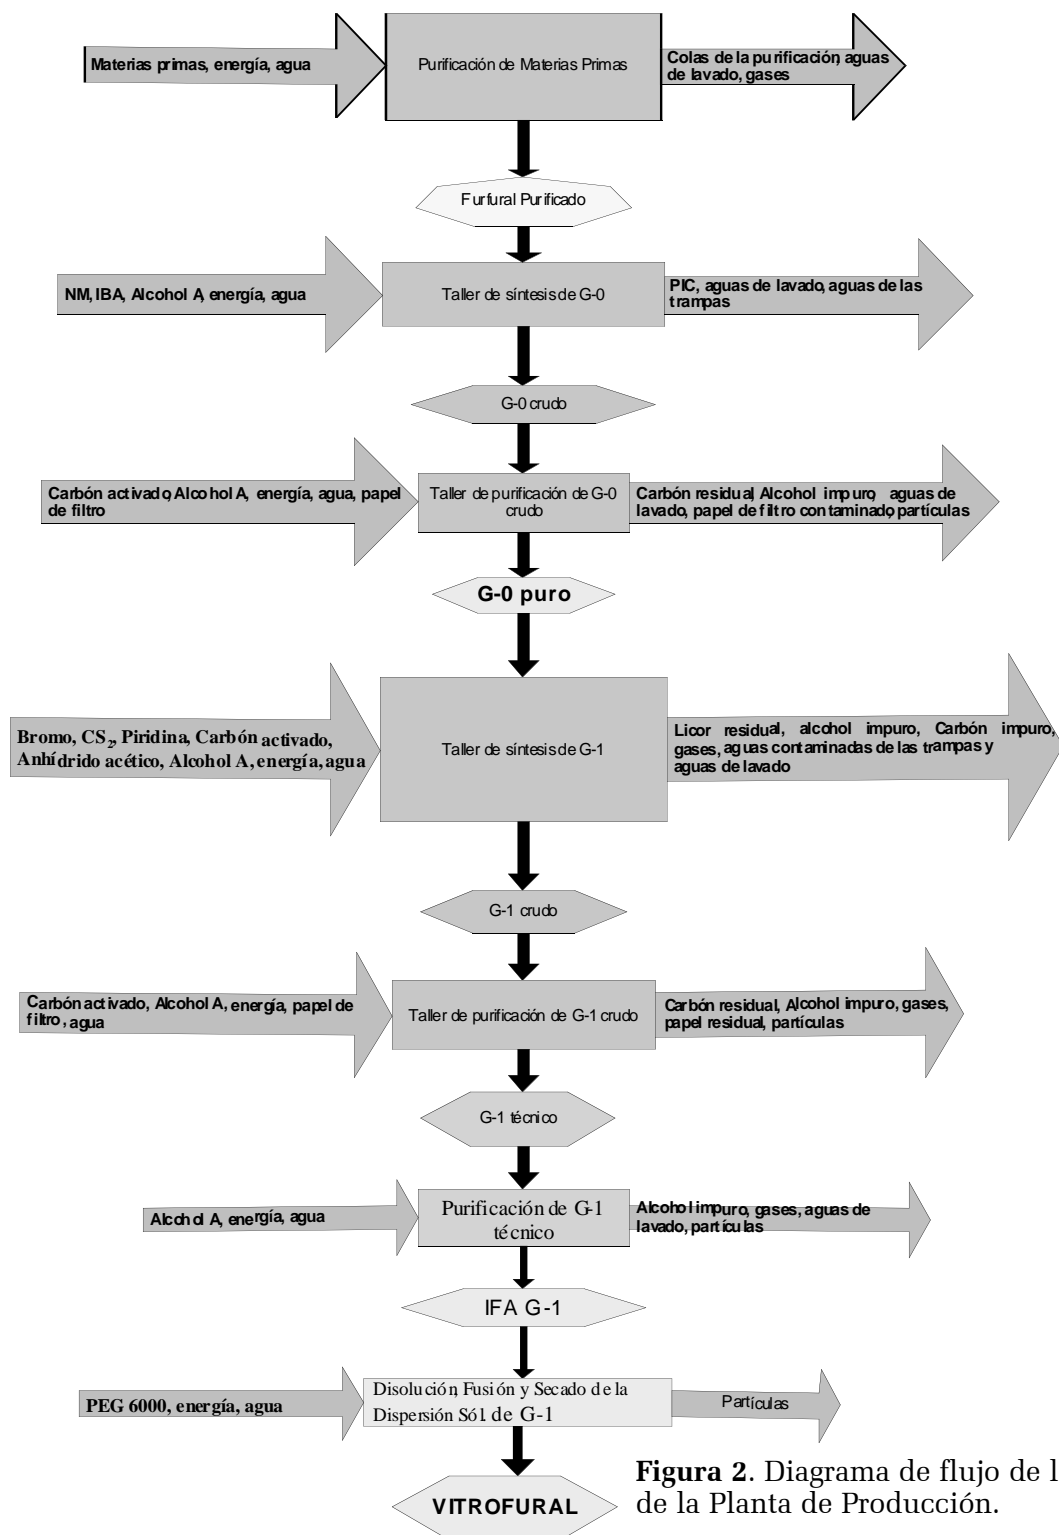 Materias primas, energía, agua
Purificación de Materias Primas
Colas de la purificación, aguas
de lavado, gases
Furfural Purificado
NM, IBA, Alcohol A, energía, agua
Taller de síntesis de G-0
PIC, aguas de lavado, aguas de las
trampas
G-0 crudo
Carbón activado, Alcohol A, energía, agua, papel
de filtro
Taller de purificación de G-0
crudo
Carbón residual, Alcohol impuro, aguas de
lavado, papel de filtro contaminado, partículas
G-0 puro
Bromo, CS2, Piridina, Carbón activado,
Anhídrido acético, Alcohol A, energía, agua
Taller de síntesis de G-1
Licor residual, alcohol impuro, Carbón impuro,
gases, aguas contaminadas de las trampas y
aguas de lavado
G-1 crudo
Carbón activado, Alcohol A, energía, papel de
filtro, agua
Taller de purificación de G-1 crudo
Carbón residual, Alcohol impuro, gases,
papel residual, partículas
G-1 técnico
Alcohol A, energía, agua
Purificación de G-1
técnico
Alcohol impuro, gases, aguas de
lavado, partículas
IFA G-1
PEG 6000, energía, agua
Disolución, Fusión y Secado de la
Dispersión Sól. de G-1
Partículas
VITROFURAL
Figura 2. Diagrama de flujo de l
de la Planta de Producción.